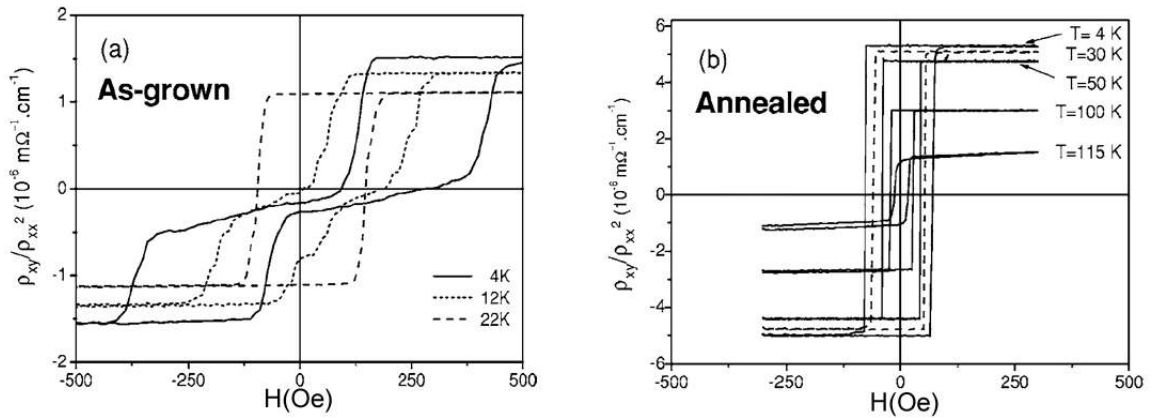 (a)
As-grown
ρxy/ρxx² (10⁻⁶ mΩ⁻¹.cm⁻¹)
2
1
0
-1
-2
4K
12K
22K
-500 -250 0 250 500
H(Oe)
(b)
Annealed
ρxy/ρxx² (10⁻⁶ mΩ⁻¹.cm⁻¹)
6
4
2
0
-2
-4
-6
T= 4 K
T=30 K
T=50 K
T=100 K
T=115 K
-500 -250 0 250 500
H(Oe)